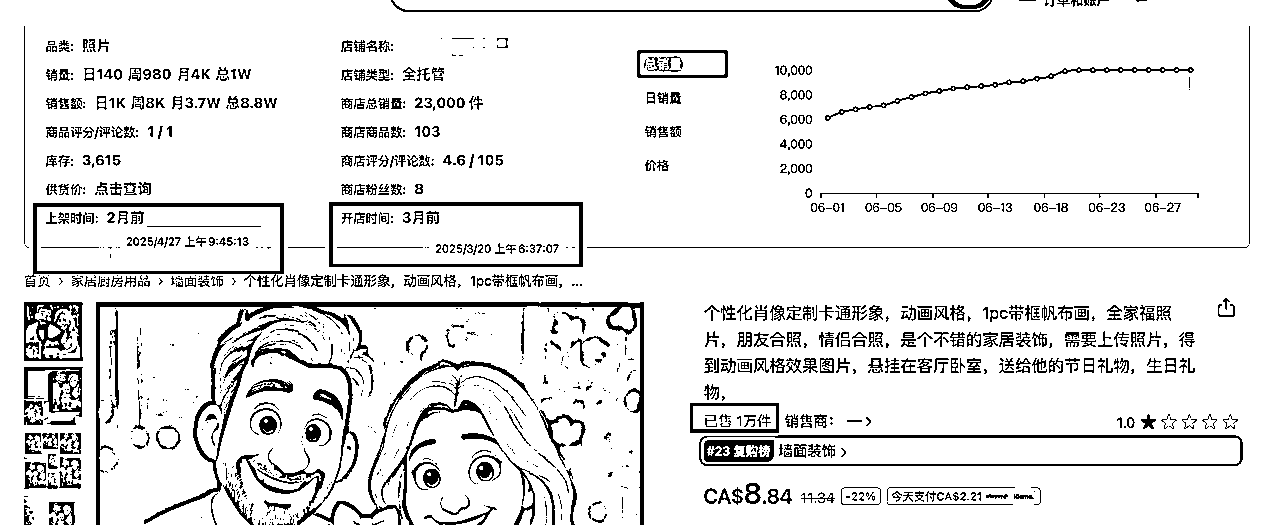 订单和账户
品类: 照片
店铺名称:
销量: 日140 周980 月4K 总1W
店铺类型: 全托管
销售额: 日1K 周8K 月3.7W 总8.8W
商店总销量: 23,000 件
商品评分/评论数: 1 / 1
商店商品数: 103
库存: 3,615
商店评分/评论数: 4.6 / 105
供货价: 点击查询
商店粉丝数: 8
上架时间: 2月前
2025/4/27 上午9:45:13
开店时间: 3月前
2025/3/20 上午6:37:07
总销量
日销量
销售额
价格
10,000
8,000
6,000
4,000
2,000
0
06-01 06-05 06-09 06-13 06-18 06-23 06-27
首页 › 家居厨房用品 › 墙面装饰 › 个性化肖像定制卡通形象，动画风格，1pc带框帆布画，...
个性化肖像定制卡通形象，动画风格，1pc带框帆布画，全家福照
片，朋友合照，情侣合照，是个不错的家居装饰，需要上传照片，得
到动画风格效果图片，悬挂在客厅卧室，送给他的节日礼物，生日礼
物，
已售 1万件 销售商： 一 ›
1.0
#23 复购榜 墙面装饰 ›
CA$8.84 11.34 -22% 今天支付CA$2.21